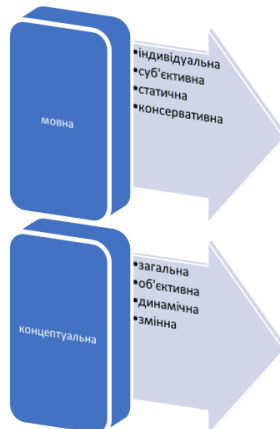 мовна
•індивідуальна
•суб'єктивна
•статична
•консервативна
концептуальна
•загальна
•об'єктивна
•динамічна
•змінна